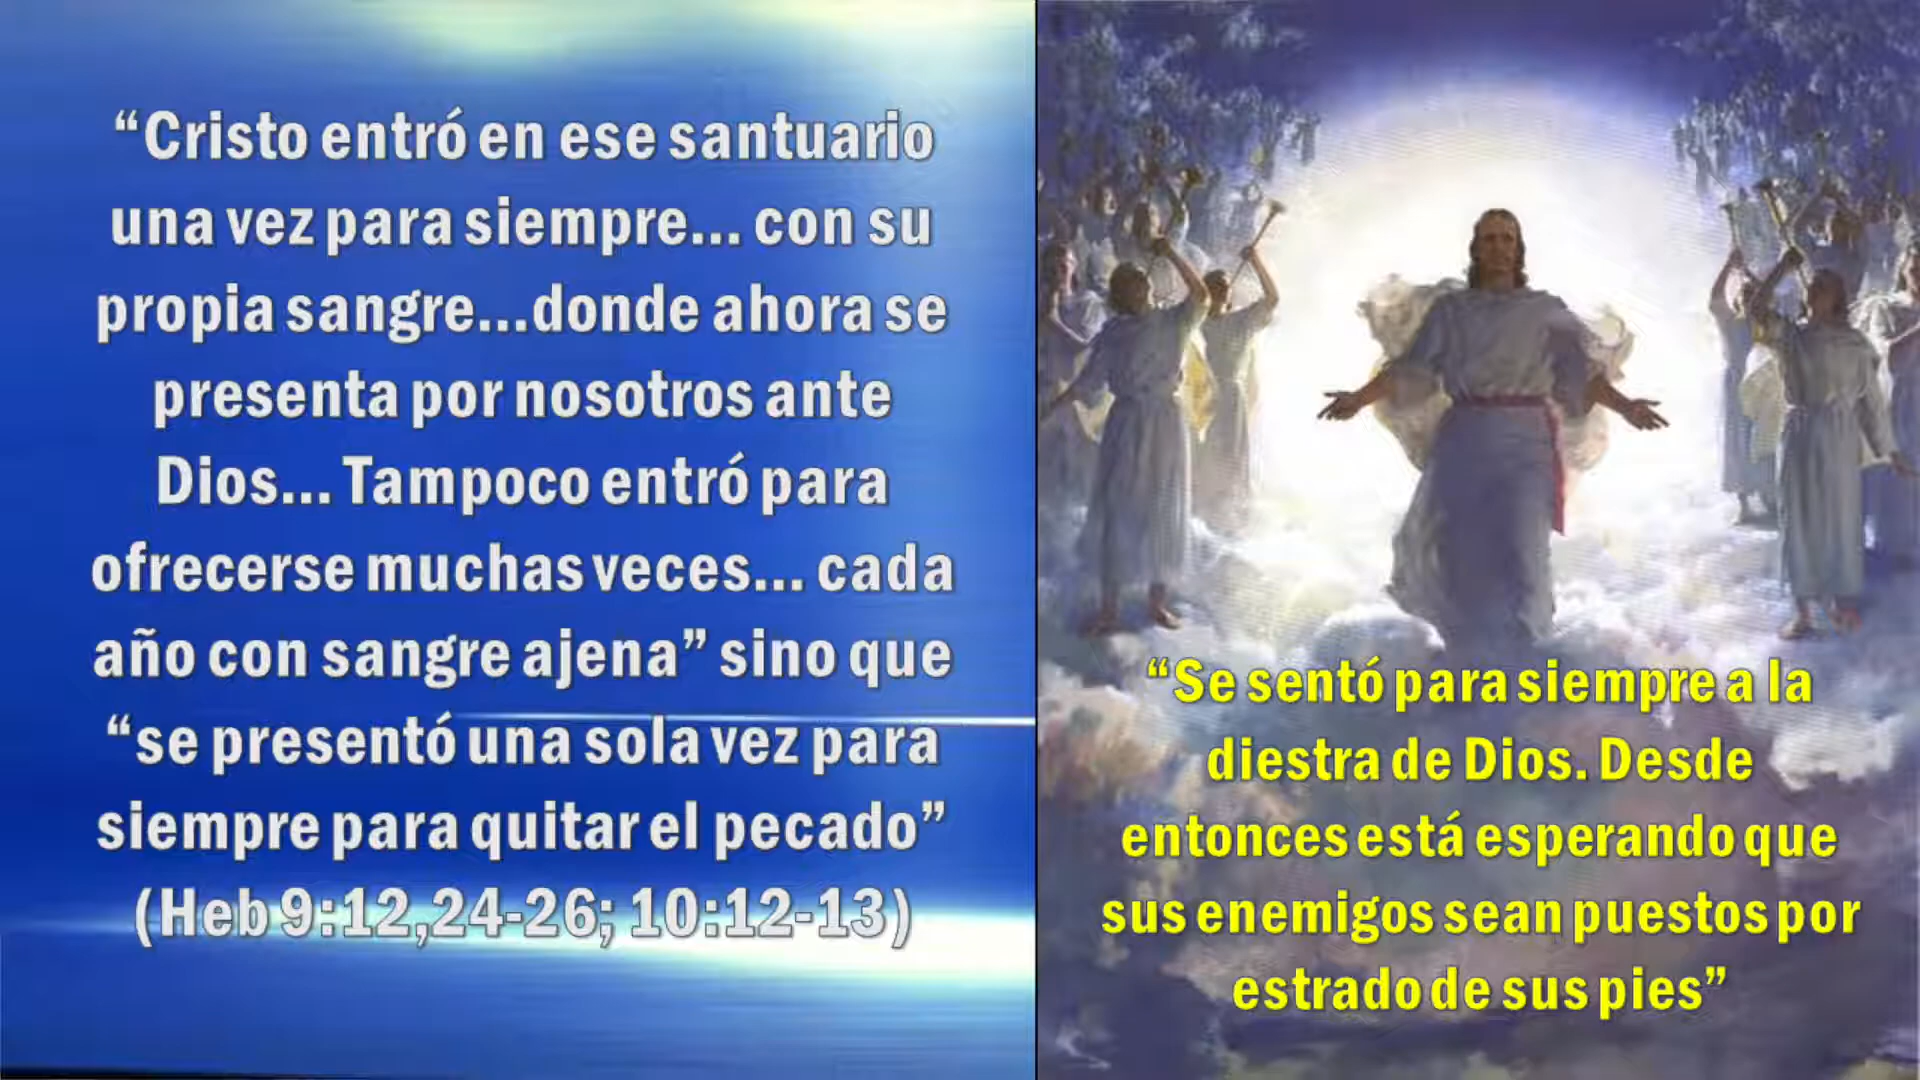 “Cristo entró en ese santuario
una vez para siempre... con su
propia sangre...donde ahora se
presenta por nosotros ante
Dios... Tampoco entró para
ofrecerse muchas veces... cada
año con sangre ajena” sino que
“se presentó una sola vez para
siempre para quitar el pecado”
(Heb 9:12,24-26; 10:12-13)
“Se sentó para siempre a la
diestra de Dios. Desde
entonces está esperando que
sus enemigos sean puestos por
estrado de sus pies”